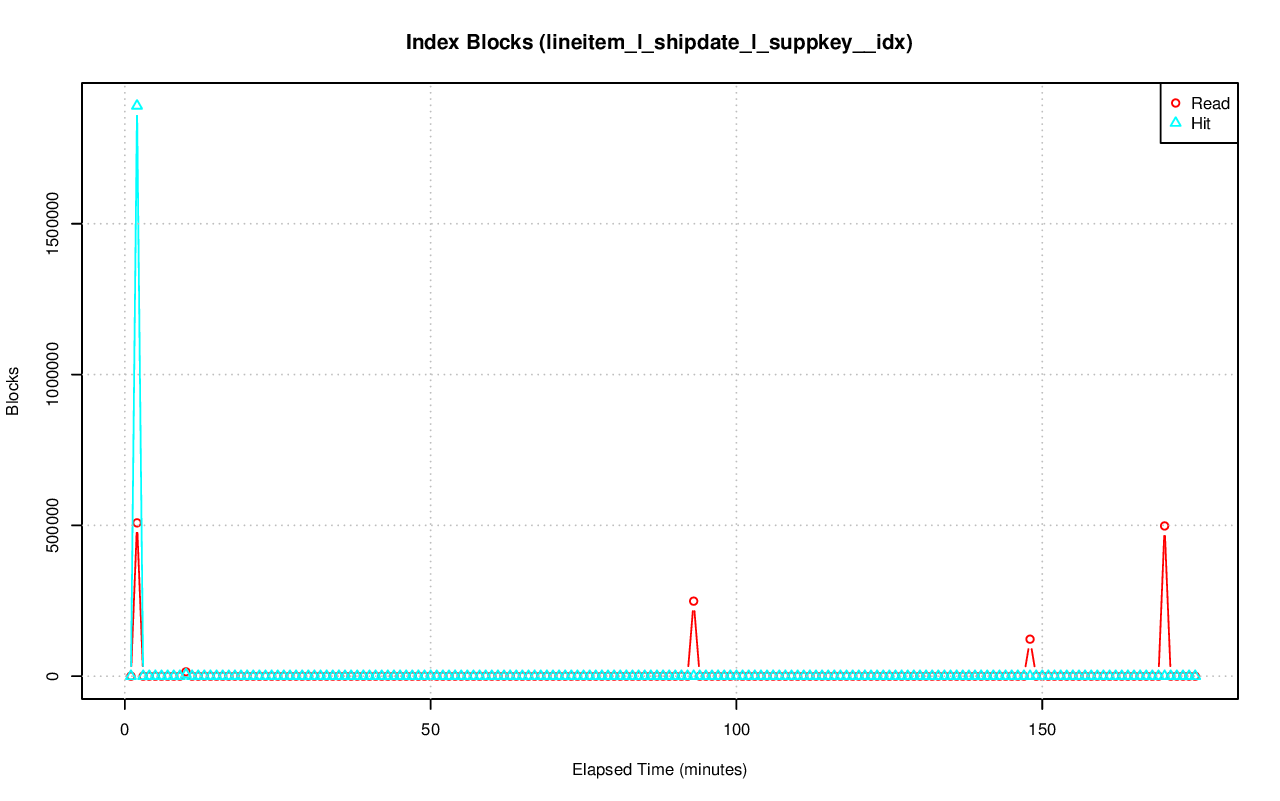 Index Blocks (lineitem_l_shipdate_l_suppkey__idx)
Read
Hit
Blocks
1500000
1000000
500000
0
0 50 100 150
Elapsed Time (minutes)